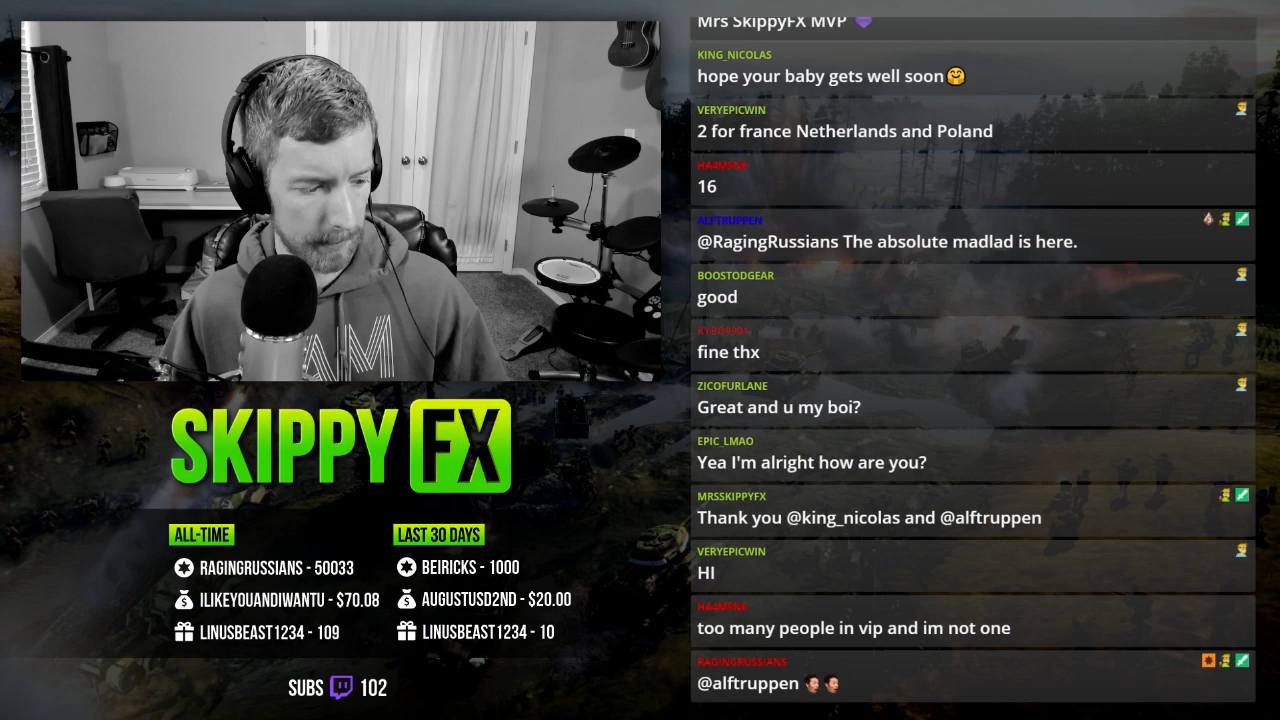 AM
SKIPPY FX
ALL-TIME
RAGINGRUSSIANS - 50033
ILIKEYOUANDIWANTU - $70.08
LINUSBEAST1234 - 109
LAST 30 DAYS
BEIRICKS - 1000
AUGUSTUSD2ND - $20.00
LINUSBEAST1234 - 10
SUBS 102
Mrs SkippyFX MVP 💜
KING_NICOLAS
hope your baby gets well soon 🤗
VERYEPICWIN
2 for france Netherlands and Poland
16
ALFTRUPPEN
@RagingRussians The absolute madlad is here.
BOOSTODGEAR
good
fine thx
ZICOFURLANE
Great and u my boi?
EPIC_LMAO
Yea I'm alright how are you?
MRSSKIPPYFX
Thank you @king_nicolas and @alftruppen
VERYEPICWIN
HI
too many people in vip and im not one
RAGINGRUSSIANS
@alftruppen